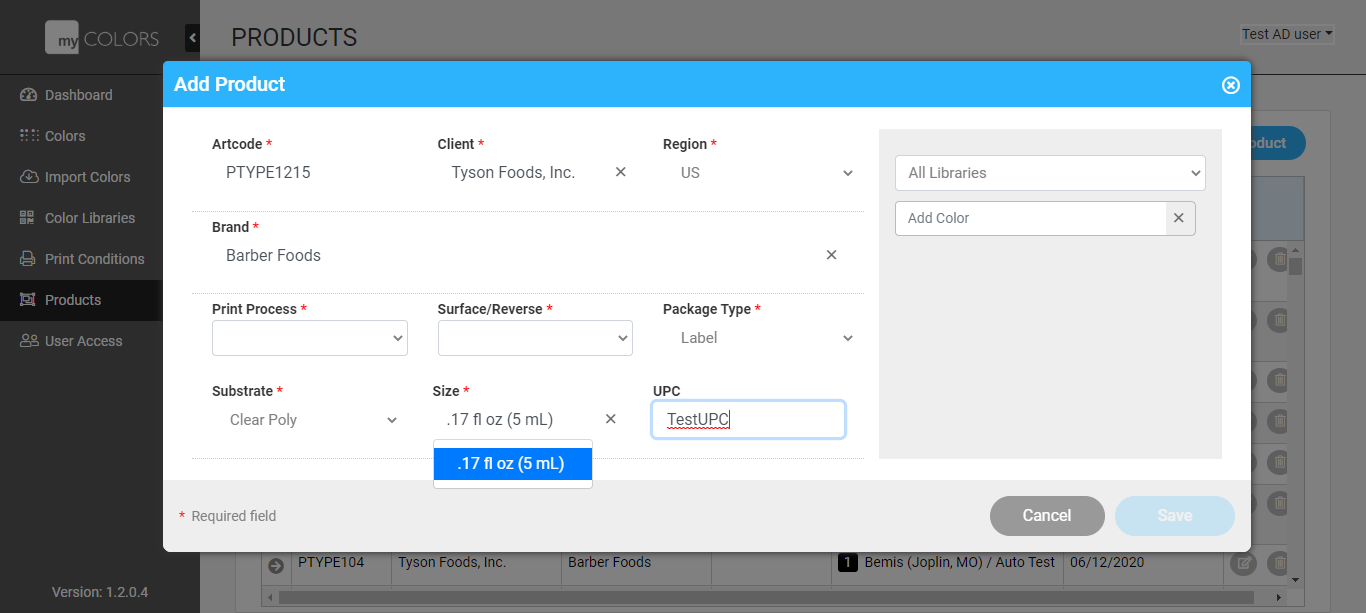 my COLORS
PRODUCTS
Test AD user
Dashboard
Colors
Import Colors
Color Libraries
Print Conditions
Products
User Access
Version: 1.2.0.4
Add Product
Artcode *
Client *
Region *
PTYPE1215
Tyson Foods, Inc.
US
Brand *
Barber Foods
Print Process *
Surface/Reverse *
Package Type *
Label
Substrate *
Size *
UPC
Clear Poly
.17 fl oz (5 mL)
TestUPC
.17 fl oz (5 mL)
All Libraries
Add Color
oduct
* Required field
Cancel
Save
PTYPE104
Tyson Foods, Inc.
Barber Foods
1 Bemis (Joplin, MO) / Auto Test
06/12/2020